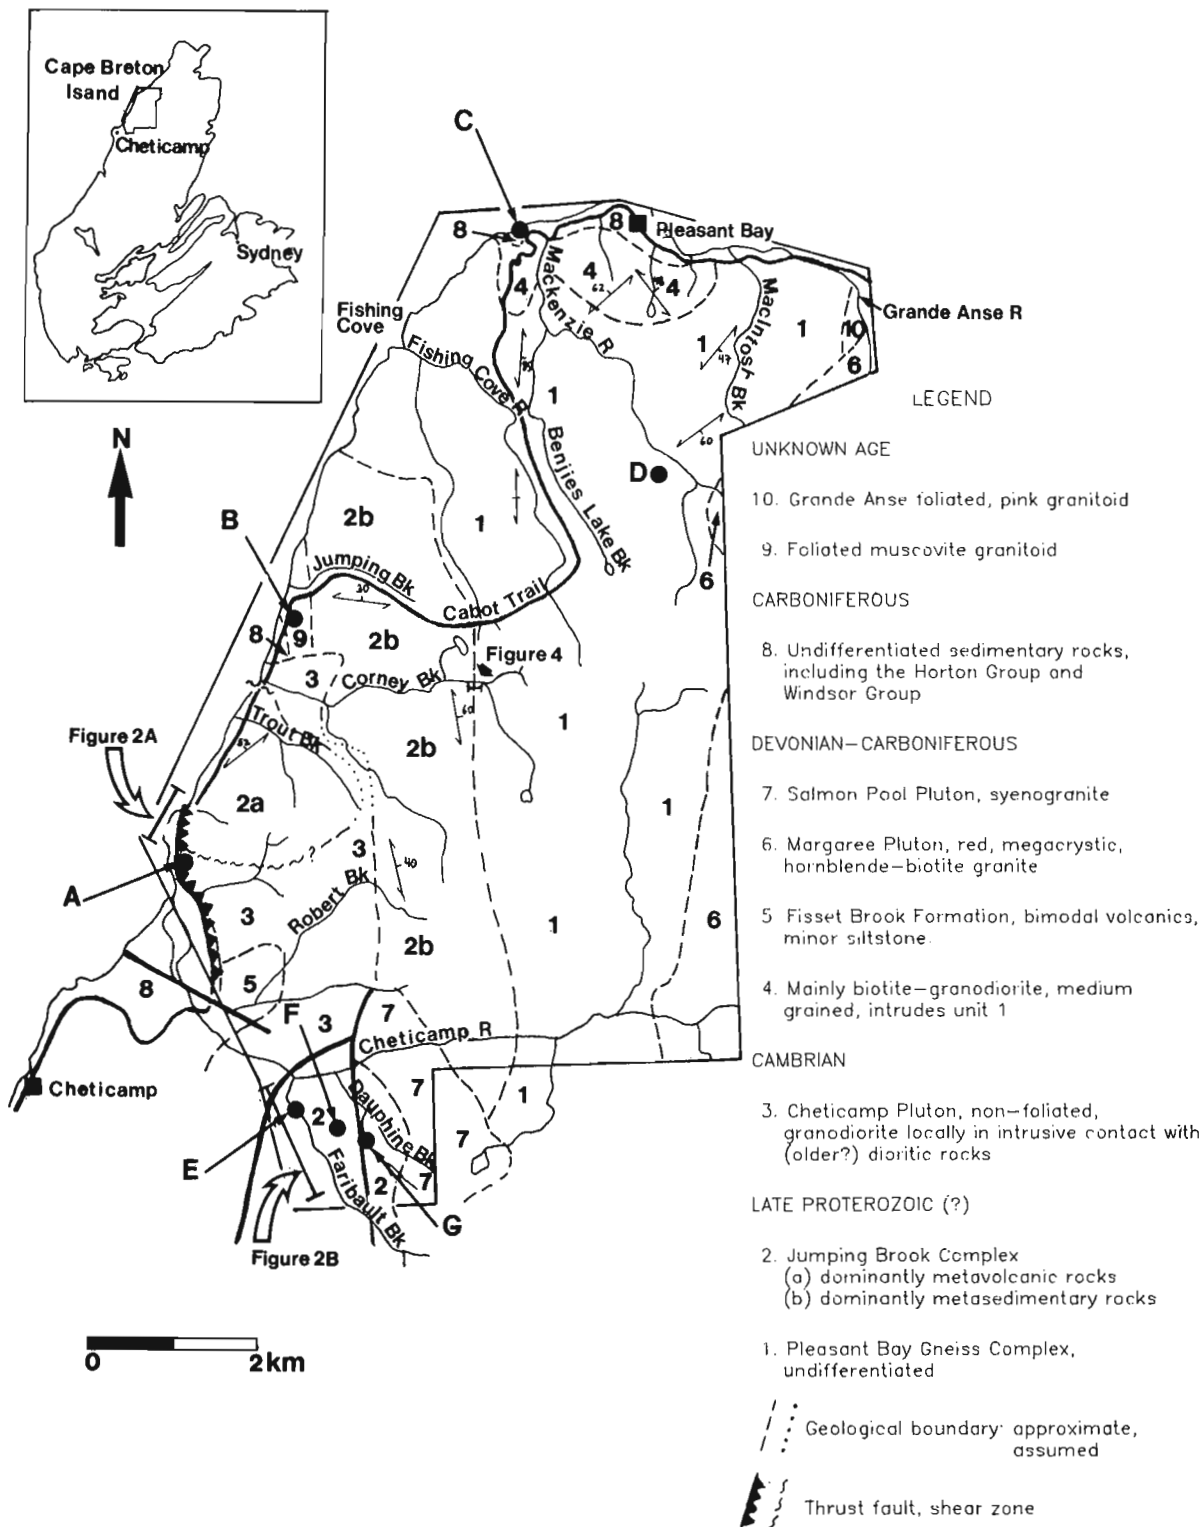 Cape Breton
Isand
Cheticamp
Sydney
C
8
8
Pleasant Bay
4
4
4
62
Mackenzie R
MacIntosh Bk
Grande Anse R
Fishing
Cove
Fishing Cove R
1
1
10
6
47
1
Benjies Lake Bk
60
D
N
B
2b
1
6
Jumping Bk
30
Cabot Trail
8
9
2b
Figure 4
3
Corney Bk
60
1
Trout Bk
Figure 2A
2b
2a
1
?
3
40
A
Robert Bk
3
1
6
2b
8
5
F
3
7
Cheticamp R
Cheticamp
7
1
Dauphine Bk
2
7
E
Faribault Bk
2
7
G
Figure 2B
0
2km
LEGEND
UNKNOWN AGE
10. Grande Anse foliated, pink granitoid
9. Foliated muscovite granitoid
CARBONIFEROUS
8. Undifferentiated sedimentary rocks,
including the Horton Group and
Windsor Group
DEVONIAN-CARBONIFEROUS
7. Salmon Pool Pluton, syenogranite
6. Margaree Pluton, red, megacrystic,
hornblende-biotite granite
5 Fisset Brook Formation, bimodal volcanics,
minor siltstone.
4. Mainly biotite-granodiorite, medium
grained, intrudes unit 1
CAMBRIAN
3. Cheticamp Pluton, non-foliated,
granodiorite locally in intrusive contact with
(older?) dioritic rocks
LATE PROTEROZOIC (?)
2. Jumping Brook Complex
(a) dominantly metavolcanic rocks
(b) dominantly metasedimentary rocks
1. Pleasant Bay Gneiss Complex,
undifferentiated
Geological boundary: approximate,
assumed
Thrust fault, shear zone